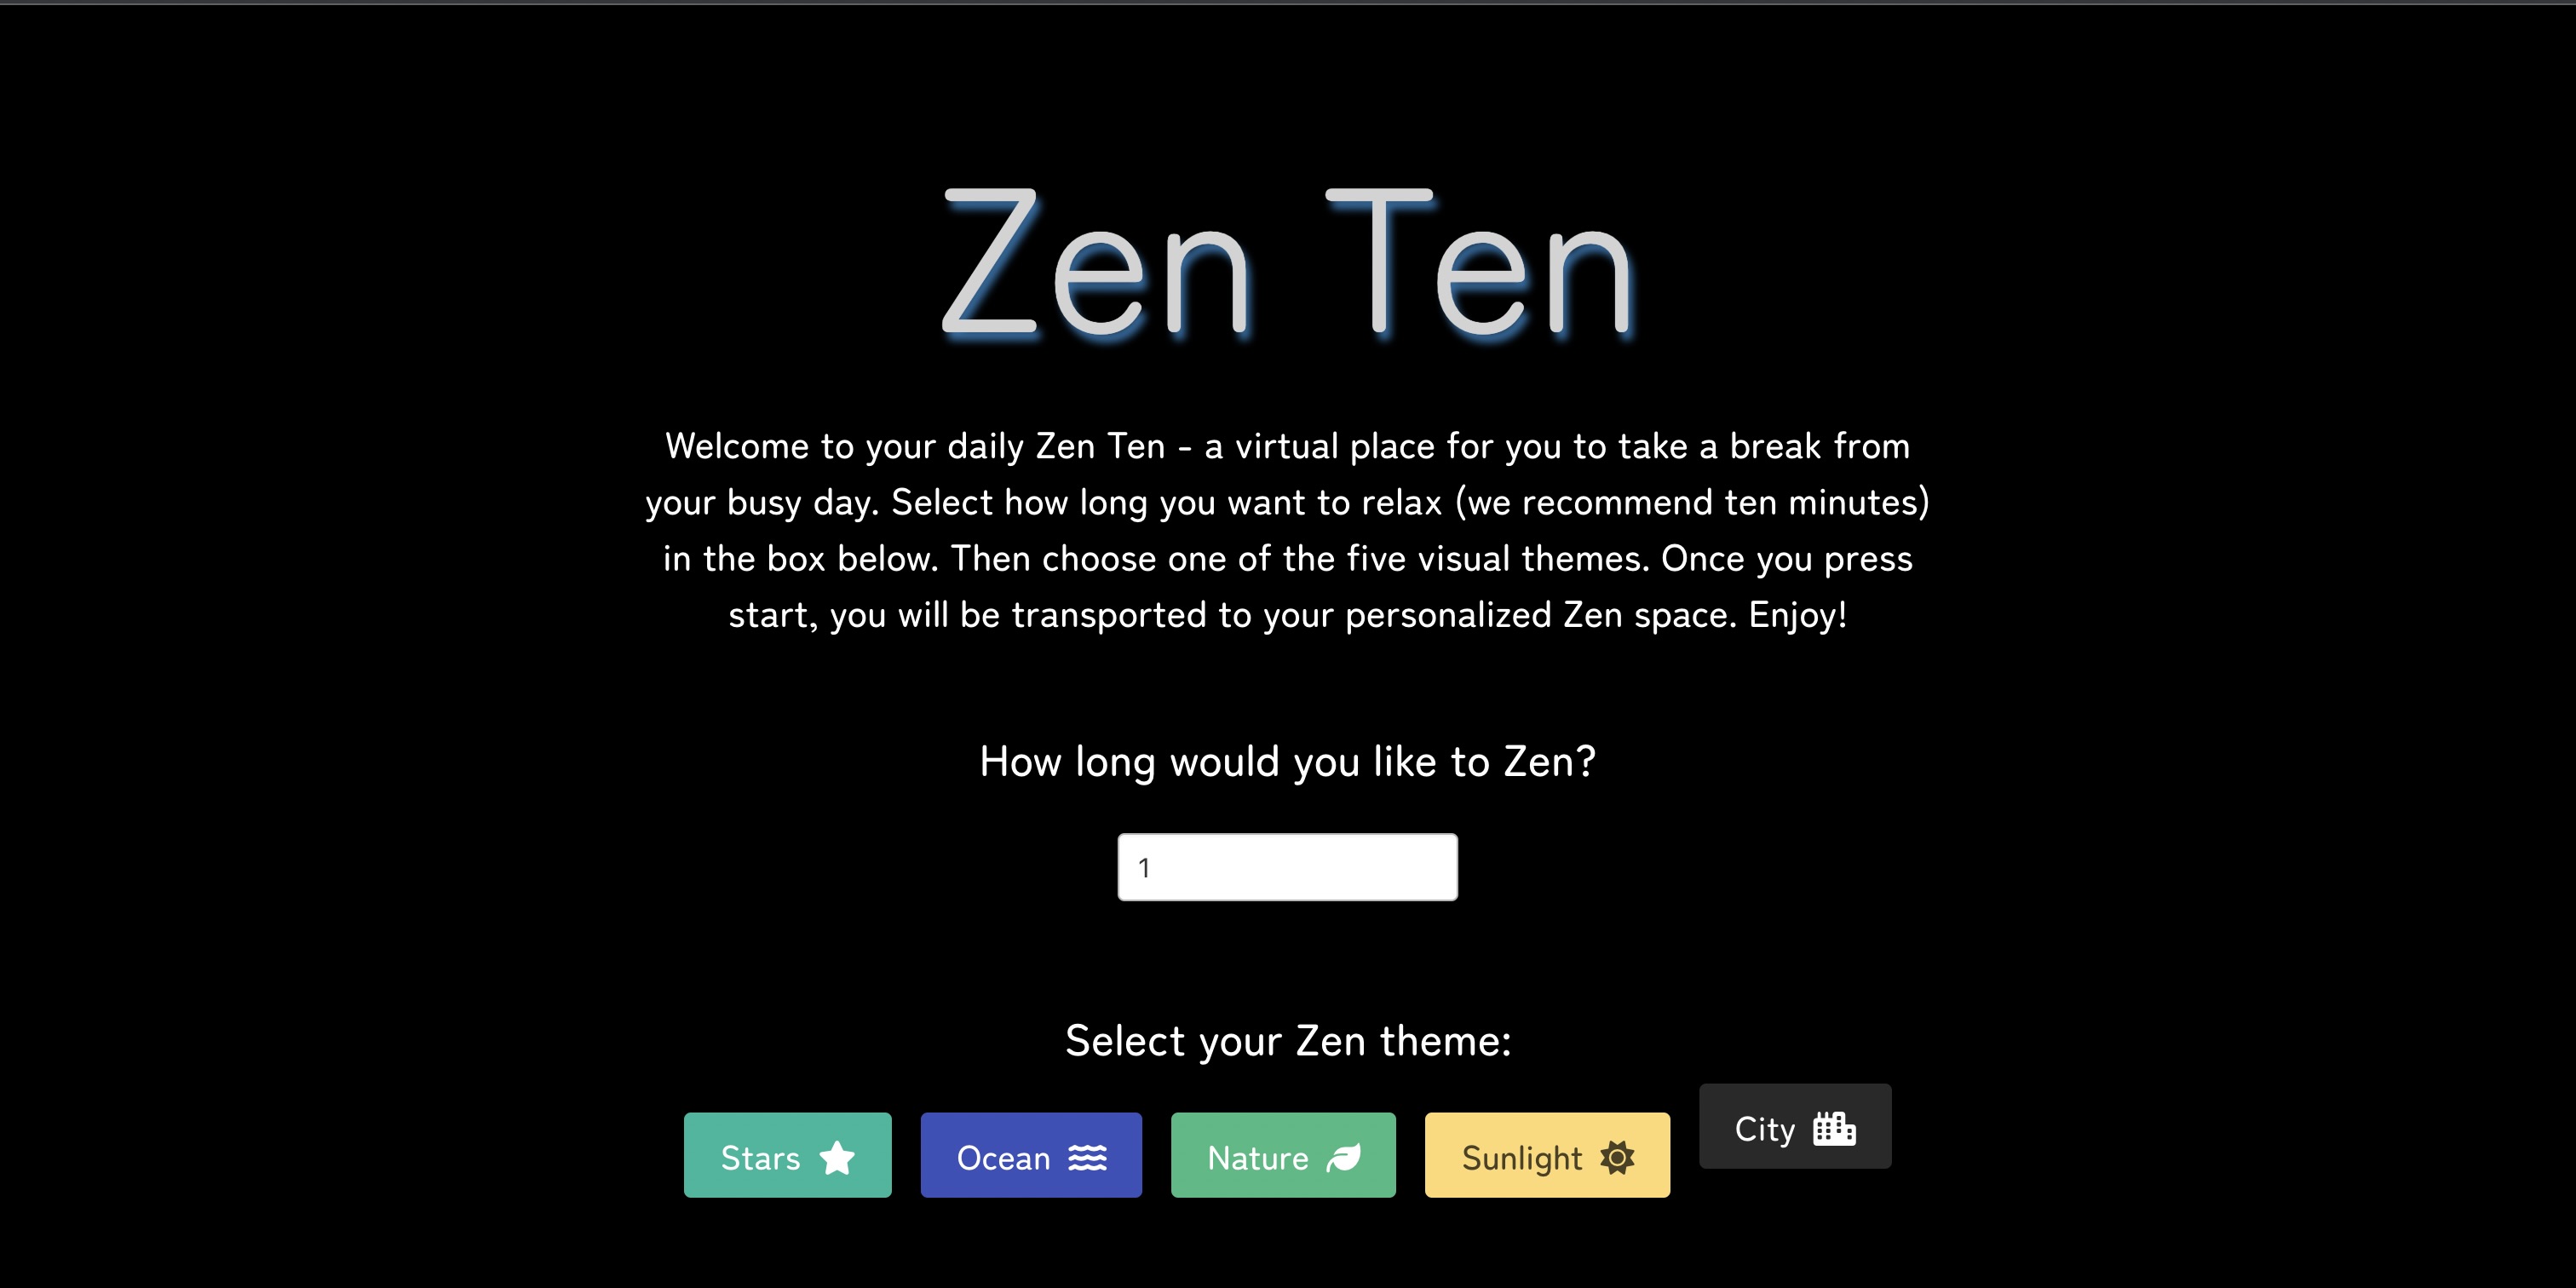 Zen Ten
Welcome to your daily Zen Ten - a virtual place for you to take a break from
your busy day. Select how long you want to relax (we recommend ten minutes)
in the box below. Then choose one of the five visual themes. Once you press
start, you will be transported to your personalized Zen space. Enjoy!
How long would you like to Zen?
1
Select your Zen theme:
Stars Ocean Nature Sunlight City